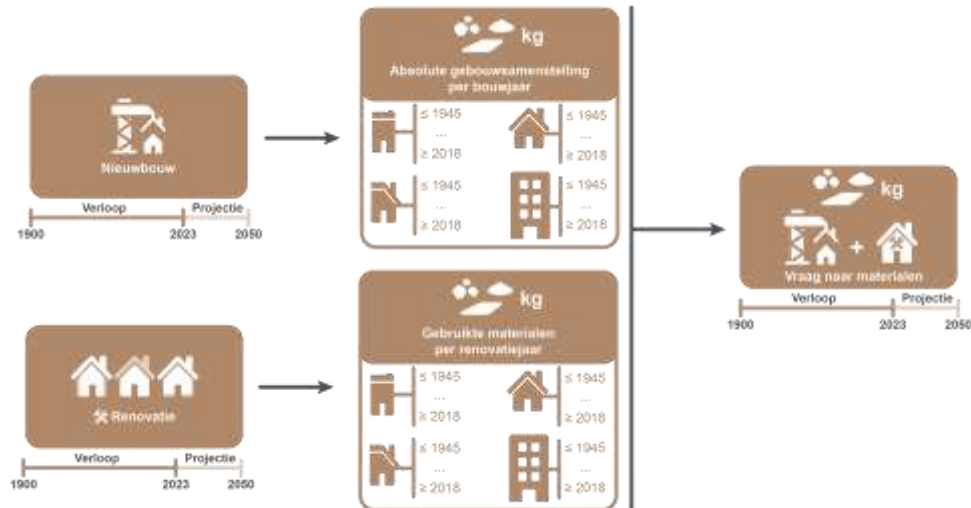 Nieuwbouw
Verloop
Projectie
1900
2023
2050
kg
Absolute gebouwsamenstelling
per bouwjaar
≤ 1945
...
≥ 2018
≤ 1945
...
≥ 2018
≤ 1945
...
≥ 2018
≤ 1945
...
≥ 2018
Renovatie
Verloop
Projectie
1900
2023
2050
kg
Gebruikte materialen
per renovatiejaar
≤ 1945
...
≥ 2018
≤ 1945
...
≥ 2018
≤ 1945
...
≥ 2018
≤ 1945
...
≥ 2018
kg
+
Vraag naar materialen
Verloop
Projectie
1900
2023
2050